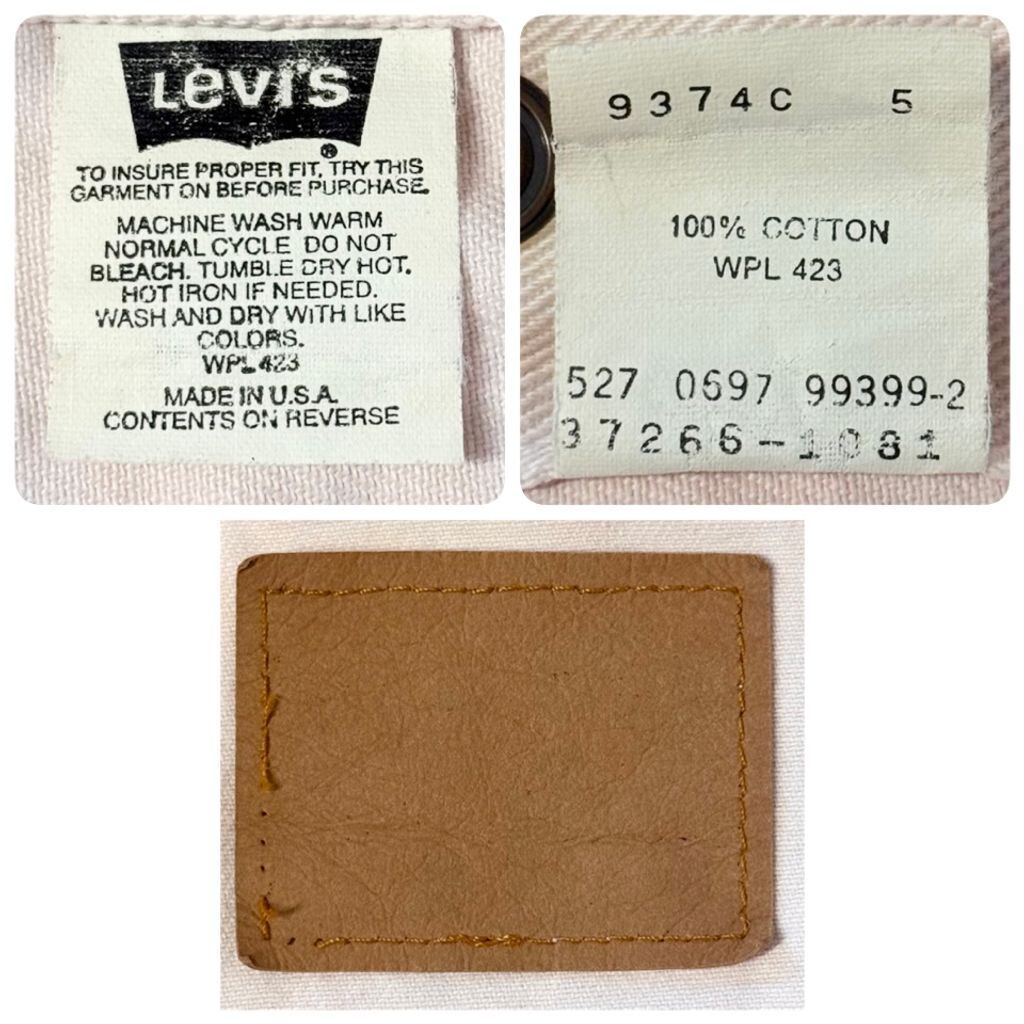 Levi's
®
TO INSURE PROPER FIT, TRY THIS
GARMENT ON BEFORE PURCHASE.
MACHINE WASH WARM
NORMAL CYCLE DO NOT
BLEACH. TUMBLE DRY HOT.
HOT IRON IF NEEDED.
WASH AND DRY WITH LIKE
COLORS.
WPL 423
MADE IN U.S.A.
CONTENTS ON REVERSE
9374C 5
100% COTTON
WPL 423
527 0697 99399-2
37266-1081